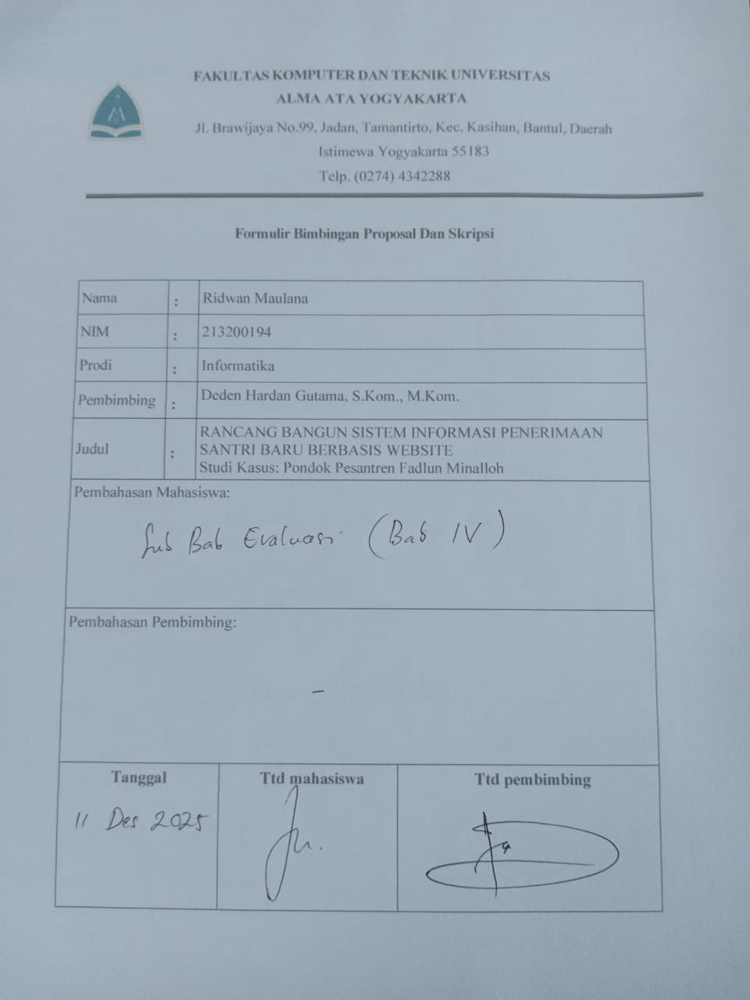 FAKULTAS KOMPUTER DAN TEKNIK UNIVERSITAS
ALMA ATA YOGYAKARTA
Jl. Brawijaya No.99, Jadan, Tamantirto, Kec. Kasihan, Bantul, Daerah
Istimewa Yogyakarta 55183
Telp. (0274) 4342288
Formulir Bimbingan Proposal Dan Skripsi
Nama : Ridwan Maulana
NIM : 213200194
Prodi : Informatika
Pembimbing : Deden Hardan Gutama, S.Kom., M.Kom.
Judul : RANCANG BANGUN SISTEM INFORMASI PENERIMAAN
SANTRI BARU BERBASIS WEBSITE
Studi Kasus: Pondok Pesantren Fadlun Minalloh
Pembahasan Mahasiswa:
Sub Bab Evaluasi (Bab IV)
Pembahasan Pembimbing:
-
Tanggal Ttd mahasiswa Ttd pembimbing
11 Des 2025